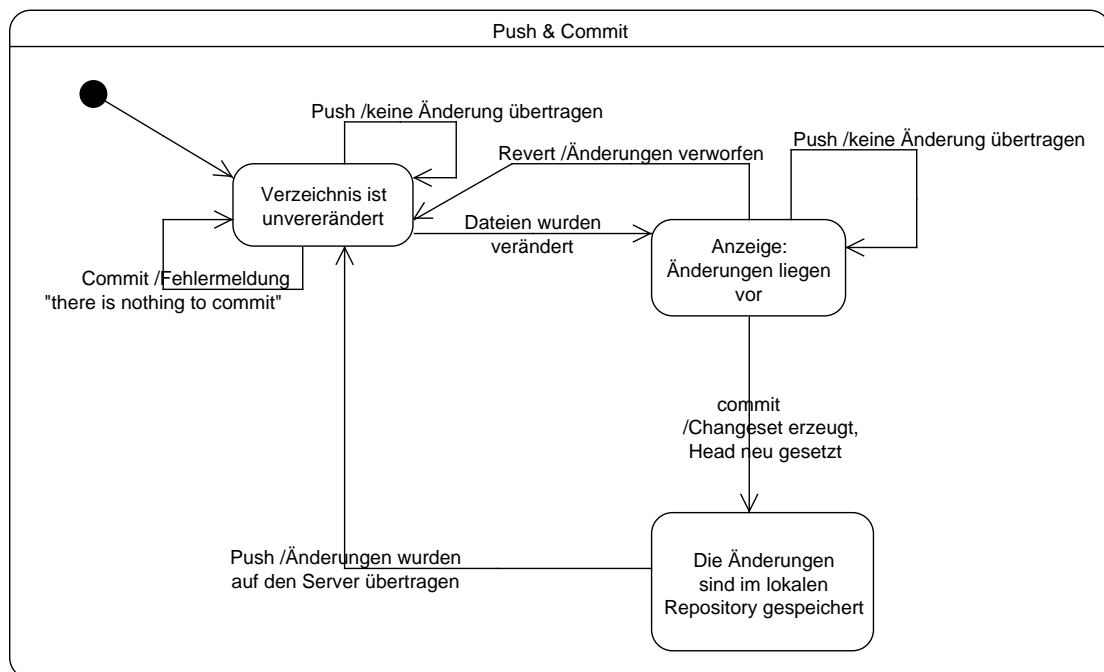 Push & Commit
Push /keine Änderung übertragen
Revert /Änderungen verworfen
Push /keine Änderung übertragen
Verzeichnis ist
unvererändert
Dateien wurden
verändert
Anzeige:
Änderungen liegen
vor
Commit /Fehlermeldung
"there is nothing to commit"
commit
/Changeset erzeugt,
Head neu gesetzt
Push /Änderungen wurden
auf den Server übertragen
Die Änderungen
sind im lokalen
Repository gespeichert